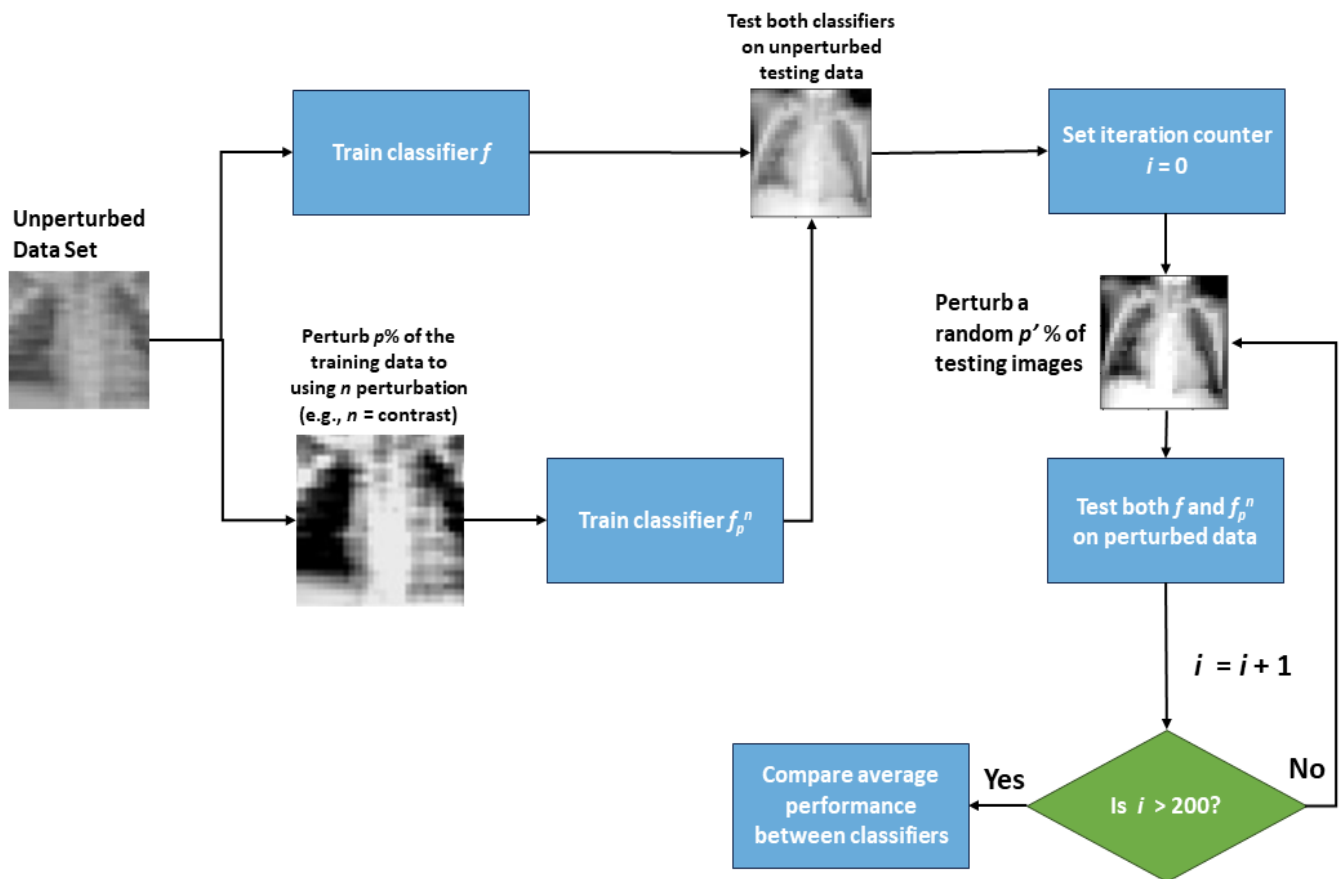 Unperturbed
Data Set
Train classifier f
Perturb p% of the
training data to
using n perturbation
(e.g., n = contrast)
Train classifier fₚⁿ
Test both classifiers
on unperturbed
testing data
Set iteration counter
i = 0
Perturb a
random p' % of
testing images
Test both f and fₚⁿ
on perturbed data
i = i + 1
Is i > 200?
Yes
No
Compare average
performance
between classifiers